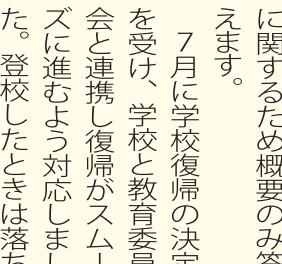 に関するため概要のみ答
えます。
７月に学校復帰の決定
を受け、学校と教育委員
会と連携し復帰がスムー
ズに進むよう対応しまし
た。登校したときは落ち